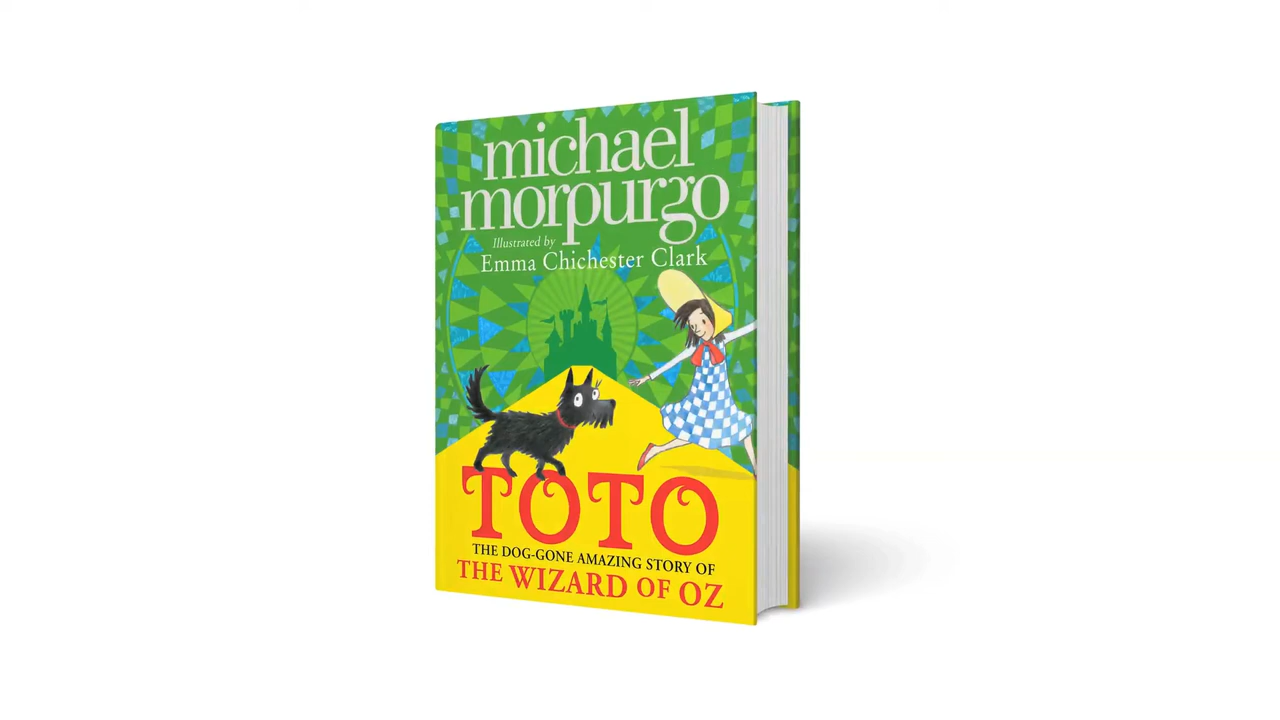 michael
morpurgo
Illustrated by
Emma Chichester Clark
TOTO
THE DOG-GONE AMAZING STORY OF
THE WIZARD OF OZ